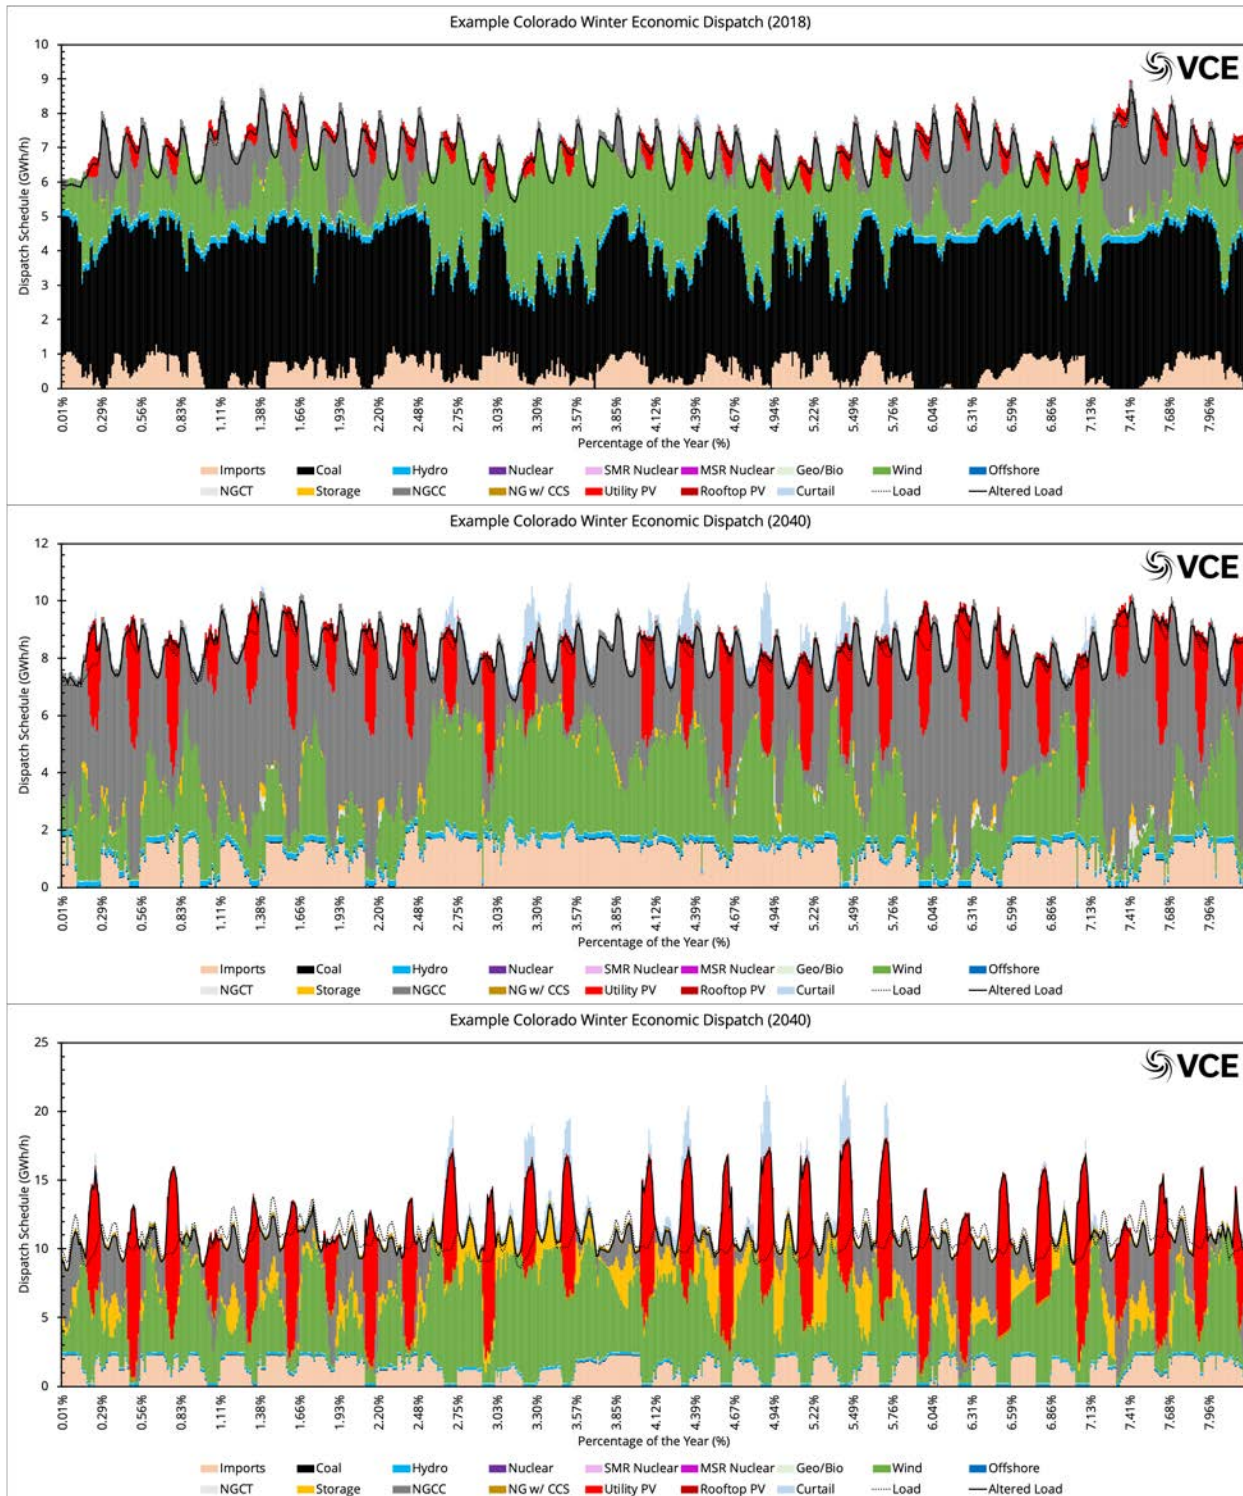 Example Colorado Winter Economic Dispatch (2018)
VCE
Dispatch Schedule (GWh/h)
10
9
8
7
6
5
4
3
2
1
0
0.01% 0.29% 0.56% 0.83% 1.11% 1.38% 1.66% 1.93% 2.20% 2.48% 2.75% 3.03% 3.30% 3.57% 3.85% 4.12% 4.39% 4.67% 4.94% 5.22% 5.49% 5.76% 6.04% 6.31% 6.59% 6.86% 7.13% 7.41% 7.68% 7.96%
Percentage of the Year (%)
Imports Coal Hydro Nuclear SMR Nuclear MSR Nuclear Geo/Bio Wind Offshore
NGCT Storage NGCC NG w/ CCS Utility PV Rooftop PV Curtail Load Altered Load
Example Colorado Winter Economic Dispatch (2040)
VCE
Dispatch Schedule (GWh/h)
12
10
8
6
4
2
0
0.01% 0.29% 0.56% 0.83% 1.11% 1.38% 1.66% 1.93% 2.20% 2.48% 2.75% 3.03% 3.30% 3.57% 3.85% 4.12% 4.39% 4.67% 4.94% 5.22% 5.49% 5.76% 6.04% 6.31% 6.59% 6.86% 7.13% 7.41% 7.68% 7.96%
Percentage of the Year (%)
Imports Coal Hydro Nuclear SMR Nuclear MSR Nuclear Geo/Bio Wind Offshore
NGCT Storage NGCC NG w/ CCS Utility PV Rooftop PV Curtail Load Altered Load
Example Colorado Winter Economic Dispatch (2040)
VCE
Dispatch Schedule (GWh/h)
25
20
15
10
5
0
0.01% 0.29% 0.56% 0.83% 1.11% 1.38% 1.66% 1.93% 2.20% 2.48% 2.75% 3.03% 3.30% 3.57% 3.85% 4.12% 4.39% 4.67% 4.94% 5.22% 5.49% 5.76% 6.04% 6.31% 6.59% 6.86% 7.13% 7.41% 7.68% 7.96%
Percentage of the Year (%)
Imports Coal Hydro Nuclear SMR Nuclear MSR Nuclear Geo/Bio Wind Offshore
NGCT Storage NGCC NG w/ CCS Utility PV Rooftop PV Curtail Load Altered Load